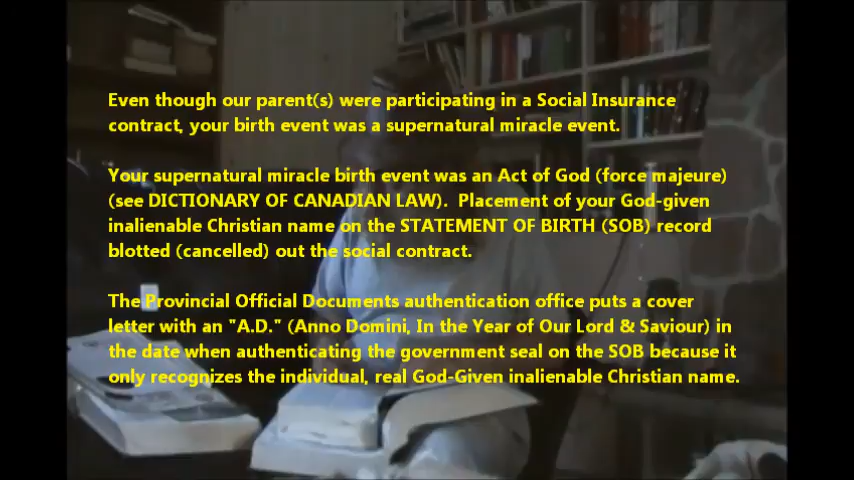 Even though our parent(s) were participating in a Social Insurance
contract, your birth event was a supernatural miracle event.
Your supernatural miracle birth event was an Act of God (force majeure)
(see DICTIONARY OF CANADIAN LAW).  Placement of your God-given
inalienable Christian name on the STATEMENT OF BIRTH (SOB) record
blotted (cancelled) out the social contract.
The Provincial Official Documents authentication office puts a cover
letter with an "A.D." (Anno Domini, In the Year of Our Lord & Saviour) in
the date when authenticating the government seal on the SOB because it
only recognizes the individual, real God-Given inalienable Christian name.